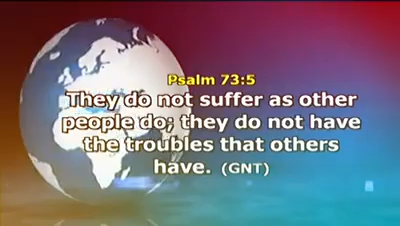 Psalm 73:5
They do not suffer as other
people do; they do not have
the troubles that others
have. (GNT)